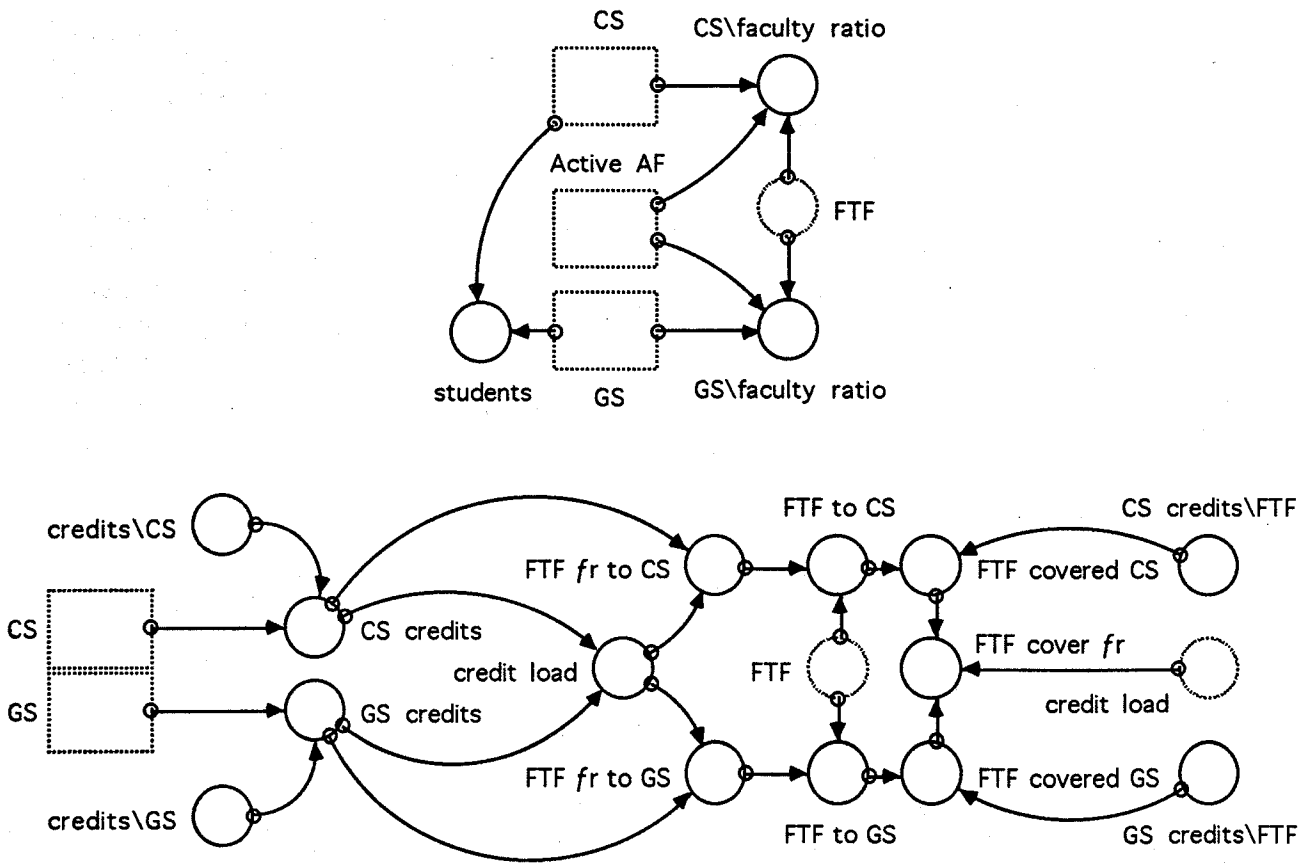 CS
CS\faculty ratio
Active AF
FTF
students
GS
GS\faculty ratio
credits\CS
FTF to CS
CS credits\FTF
FTF fr to CS
FTF covered CS
CS
CS credits
FTF cover fr
credit load
FTF
credit load
GS
GS credits
FTF fr to GS
FTF covered GS
credits\GS
FTF to GS
GS credits\FTF